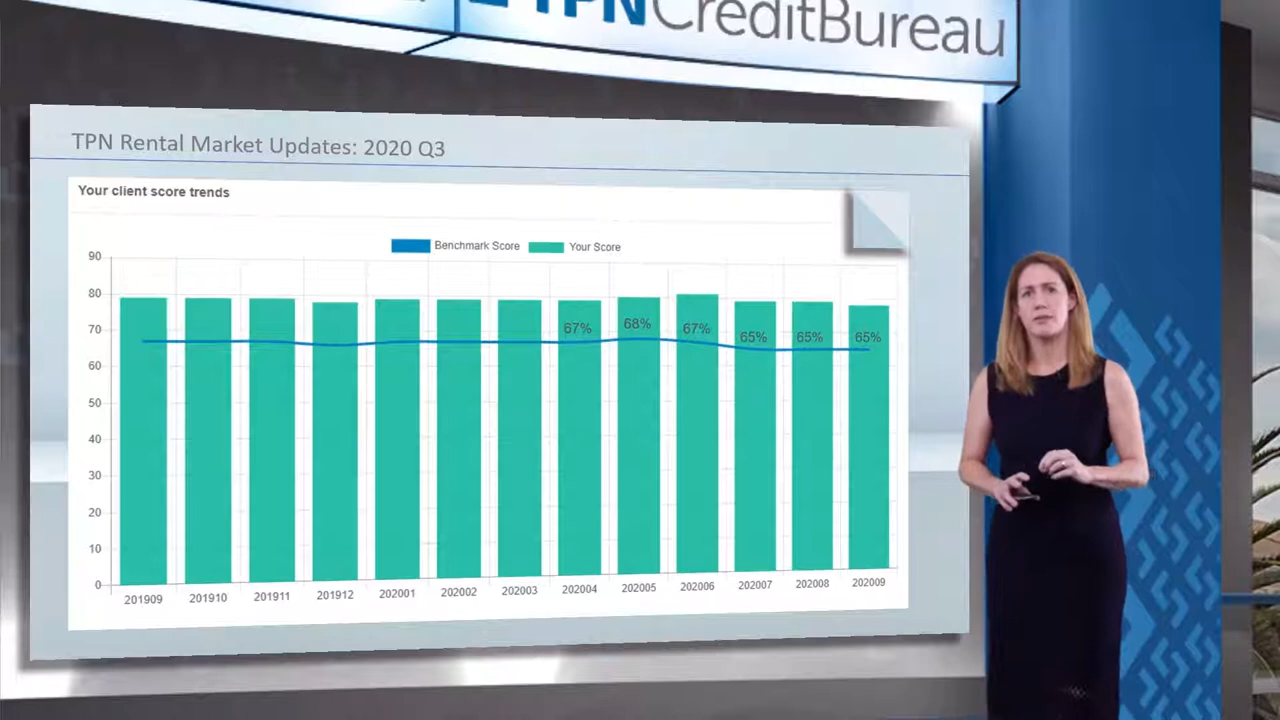 TPNCreditBureau
TPN Rental Market Updates: 2020 Q3
Your client score trends
Benchmark Score Your Score
90
80
70
60
50
40
30
20
10
0
67% 68% 67% 65% 65% 65%
201909 201910 201911 201912 202001 202002 202003 202004 202005 202006 202007 202008 202009